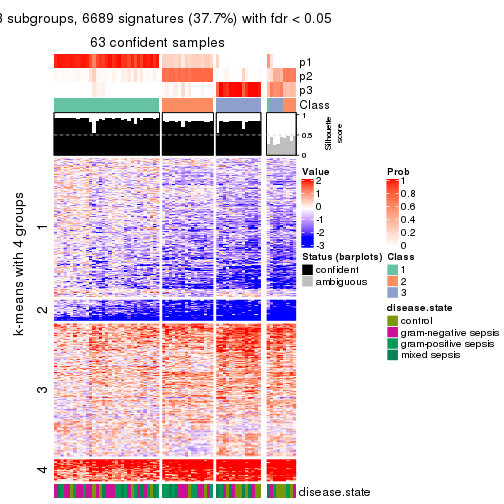 3 subgroups, 6689 signatures (37.7%) with fdr < 0.05
63 confident samples
p1
p2
p3
Class
1
0.5
0
Silhouette
score
k-means with 4 groups
1
2
3
4
Value
2
1
0
-1
-2
-3
Prob
1
0.8
0.6
0.4
0.2
0
Status (barplots)
confident
ambiguous
Class
1
2
3
disease.state
control
gram-negative sepsis
gram-positive sepsis
mixed sepsis
disease.state